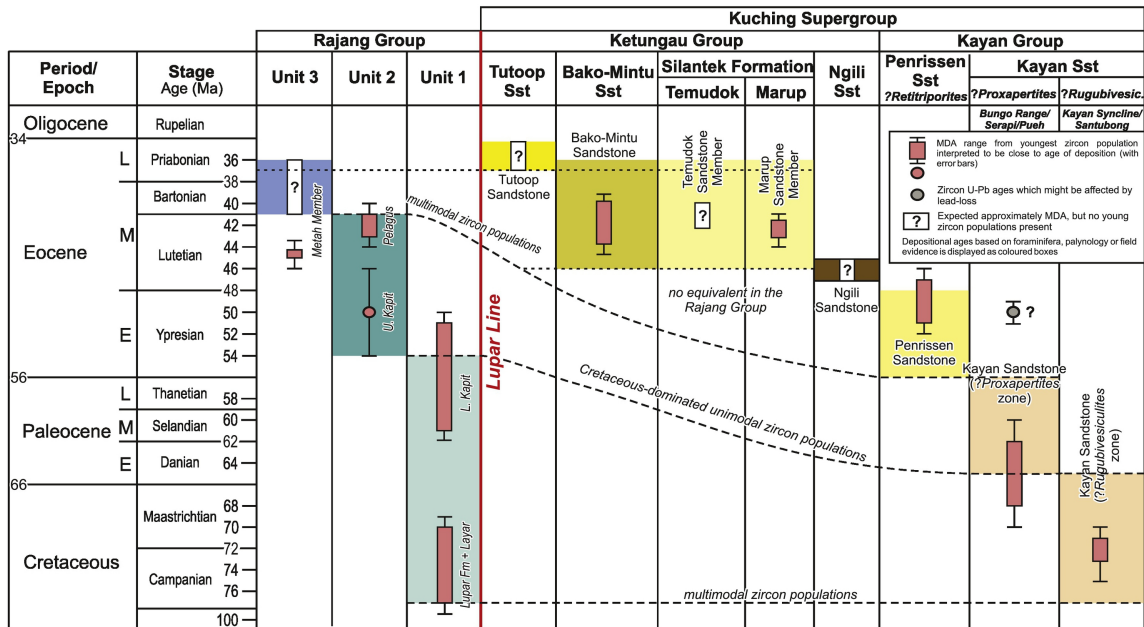 Kuching Supergroup
Rajang Group
Ketungau Group
Kayan Group
Period/
Epoch
Stage
Age (Ma)
Unit 3
Unit 2
Unit 1
Tutoop
Sst
Bako-Mintu
Sst
Silantek Formation
Temudok
Marup
Ngili
Sst
Penrissen
Sst
?Retitriporites
Kayan Sst
?Proxapertites
?Rugubivesic.
Bungo Range/
Serapi/Pueh
Kayan Syncline/
Santubong
Oligocene
34
Eocene
56
Paleocene
66
Cretaceous
L
M
E
L
M
E
Rupelian
Priabonian
Bartonian
Lutetian
Ypresian
Thanetian
Selandian
Danian
Maastrichtian
Campanian
36
38
40
42
44
46
48
50
52
54
58
60
62
64
68
70
72
74
76
100
?
Metah Member
Pelagus
U. Kapit
L. Kapit
Lupar Fm + Layar
Lupar Line
multimodal zircon populations
?
Tutoop
Sandstone
Bako-Mintu
Sandstone
Temudok
Sandstone
Member
?
Marup
Sandstone
Member
?
Ngili
Sandstone
no equivalent in the
Rajang Group
Cretaceous-dominated unimodal zircon populations
multimodal zircon populations
Penrissen
Sandstone
?
Kayan Sandstone
(?Proxapertites
zone)
Kayan Sandstone
(?Rugubivesiculites
zone)
MDA range from youngest zircon population
interpreted to be close to age of deposition (with
error bars)
Zircon U-Pb ages which might be affected by
lead-loss
?
Expected approximately MDA, but no young
zircon populations present
Depositional ages based on foraminifera, palynology or field
evidence is displayed as coloured boxes